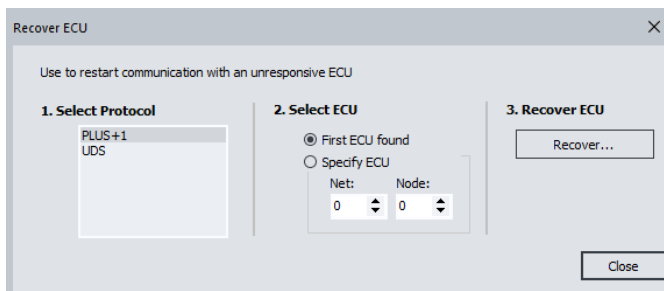 Recover ECU
Use to restart communication with an unresponsive ECU
1. Select Protocol
PLUS+1
UDS
2. Select ECU
First ECU found
Specify ECU
Net: Node:
0 0
3. Recover ECU
Recover...
Close